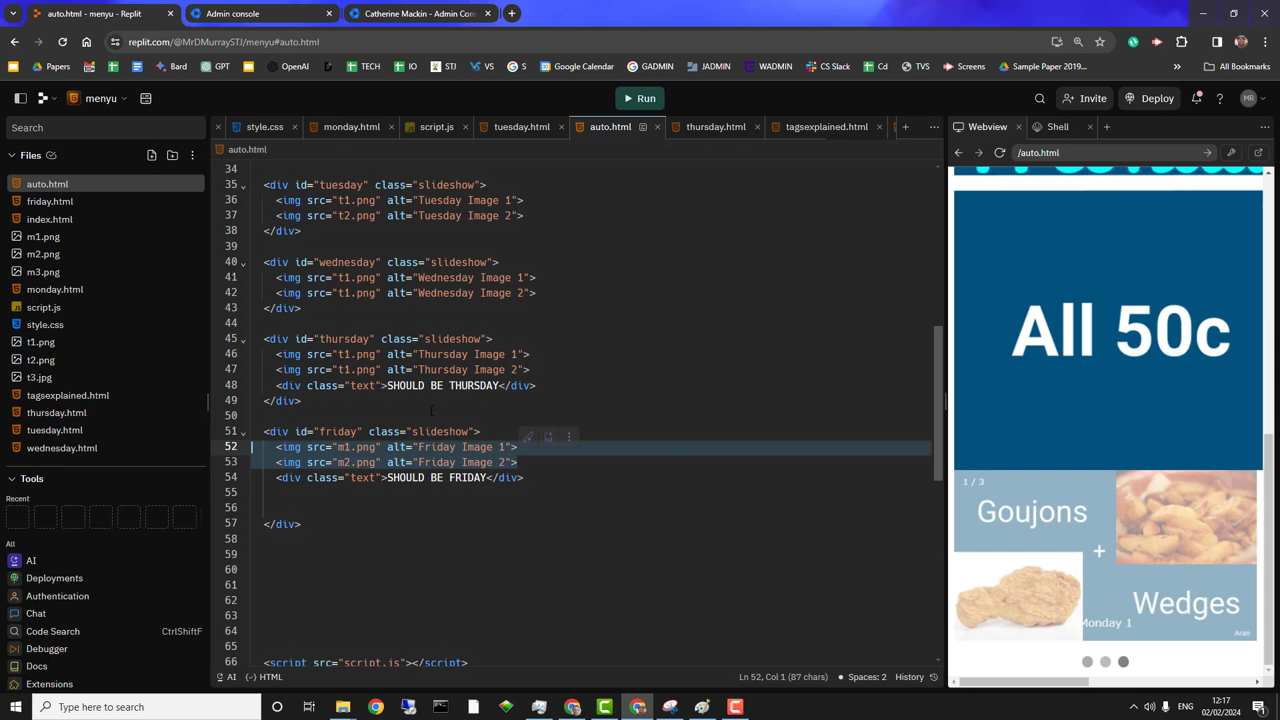 auto.html - menyu - Replit
Admin console
Catherine Mackin - Admin Con
replit.com/@MrDMurraySTJ/menyu#auto.html
Papers
Bard
GPT
OpenAI
TECH
IO
STJ
VS
S
Google Calendar
GADMIN
JADMIN
WADMIN
CS Slack
Cd
TVS
Screens
Sample Paper 2019...
All Bookmarks
menyu
Run
Invite
Deploy
MR
Search
style.css
monday.html
script.js
tuesday.html
auto.html
thursday.html
tagsexplained.html
Webview
Shell
Files
auto.html
/auto.html
auto.html
friday.html
index.html
m1.png
m2.png
m3.png
monday.html
script.js
style.css
t1.png
t2.png
t3.jpg
tagsexplained.html
thursday.html
tuesday.html
wednesday.html
Tools
Recent
All
AI
Deployments
Authentication
Chat
Code Search CtrlShiftF
Debugger
Docs
Extensions
34
35 <div id="tuesday" class="slideshow">
36 <img src="t1.png" alt="Tuesday Image 1">
37 <img src="t2.png" alt="Tuesday Image 2">
38 </div>
39
40 <div id="wednesday" class="slideshow">
41 <img src="t1.png" alt="Wednesday Image 1">
42 <img src="t1.png" alt="Wednesday Image 2">
43 </div>
44
45 <div id="thursday" class="slideshow">
46 <img src="t1.png" alt="Thursday Image 1">
47 <img src="t1.png" alt="Thursday Image 2">
48 <div class="text">SHOULD BE THURSDAY</div>
49 </div>
50
51 <div id="friday" class="slideshow">
52 <img src="m1.png" alt="Friday Image 1">
53 <img src="m2.png" alt="Friday Image 2">
54 <div class="text">SHOULD BE FRIDAY</div>
55
56
57 </div>
58
59
60
61
62
63
64
65
66 <script src="script.js"></script>
AI
HTML
Ln 52, Col 1 (87 chars)
Spaces: 2
History
All 50c
1 / 3
Goujons
+
Wedges
Monday 1
Aran
Type here to search
ENG
12:17
02/02/2024